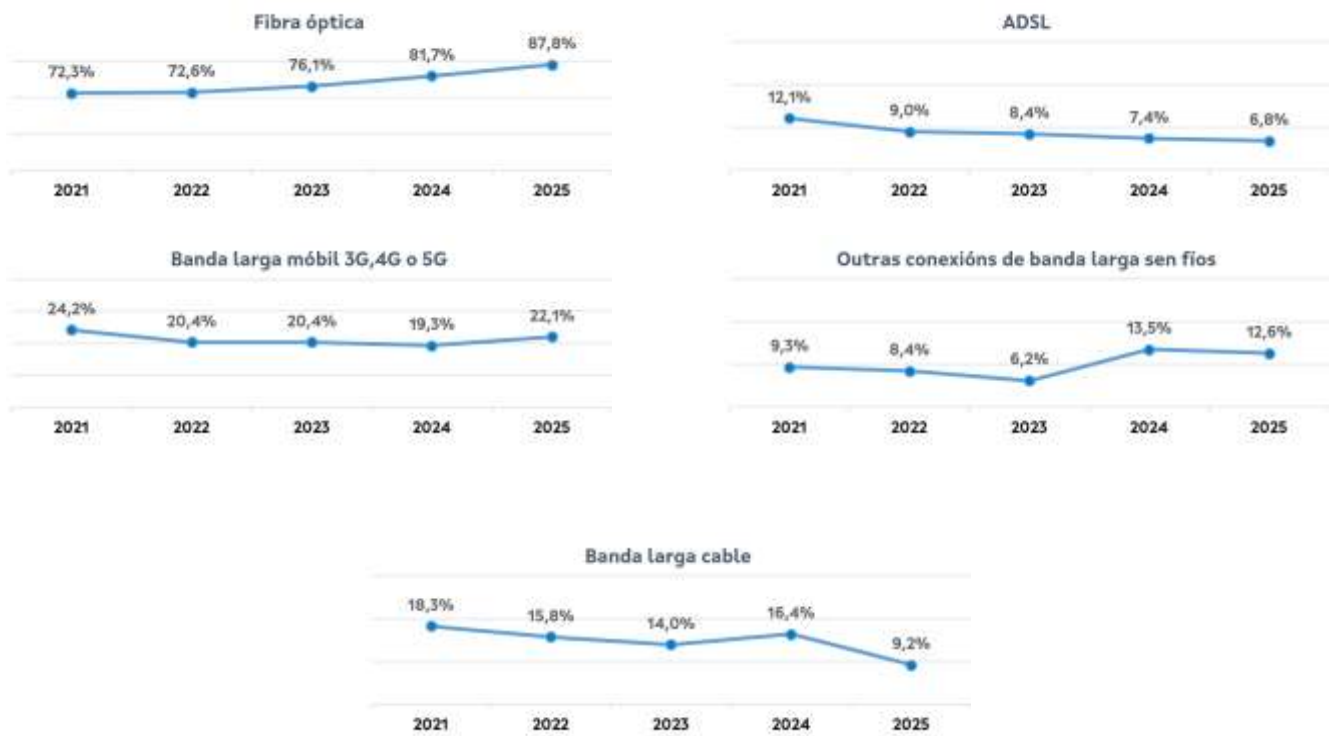 Fibra óptica
72,3% 72,6% 76,1% 81,7% 87,8%
2021 2022 2023 2024 2025
ADSL
12,1% 9,0% 8,4% 7,4% 6,8%
2021 2022 2023 2024 2025
Banda larga móbil 3G,4G o 5G
24,2% 20,4% 20,4% 19,3% 22,1%
2021 2022 2023 2024 2025
Outras conexións de banda larga sen fíos
9,3% 8,4% 6,2% 13,5% 12,6%
2021 2022 2023 2024 2025
Banda larga cable
18,3% 15,8% 14,0% 16,4% 9,2%
2021 2022 2023 2024 2025